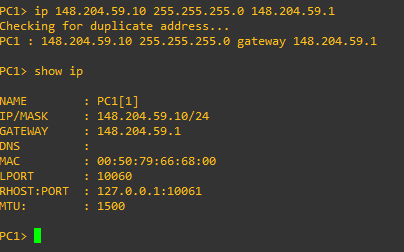 PC1> ip 148.204.59.10 255.255.255.0 148.204.59.1
Checking for duplicate address...
PC1 : 148.204.59.10 255.255.255.0 gateway 148.204.59.1
PC1> show ip
NAME : PC1[1]
IP/MASK : 148.204.59.10/24
GATEWAY : 148.204.59.1
DNS :
MAC : 00:50:79:66:68:00
LPORT : 10060
RHOST:PORT : 127.0.0.1:10061
MTU: : 1500
PC1>